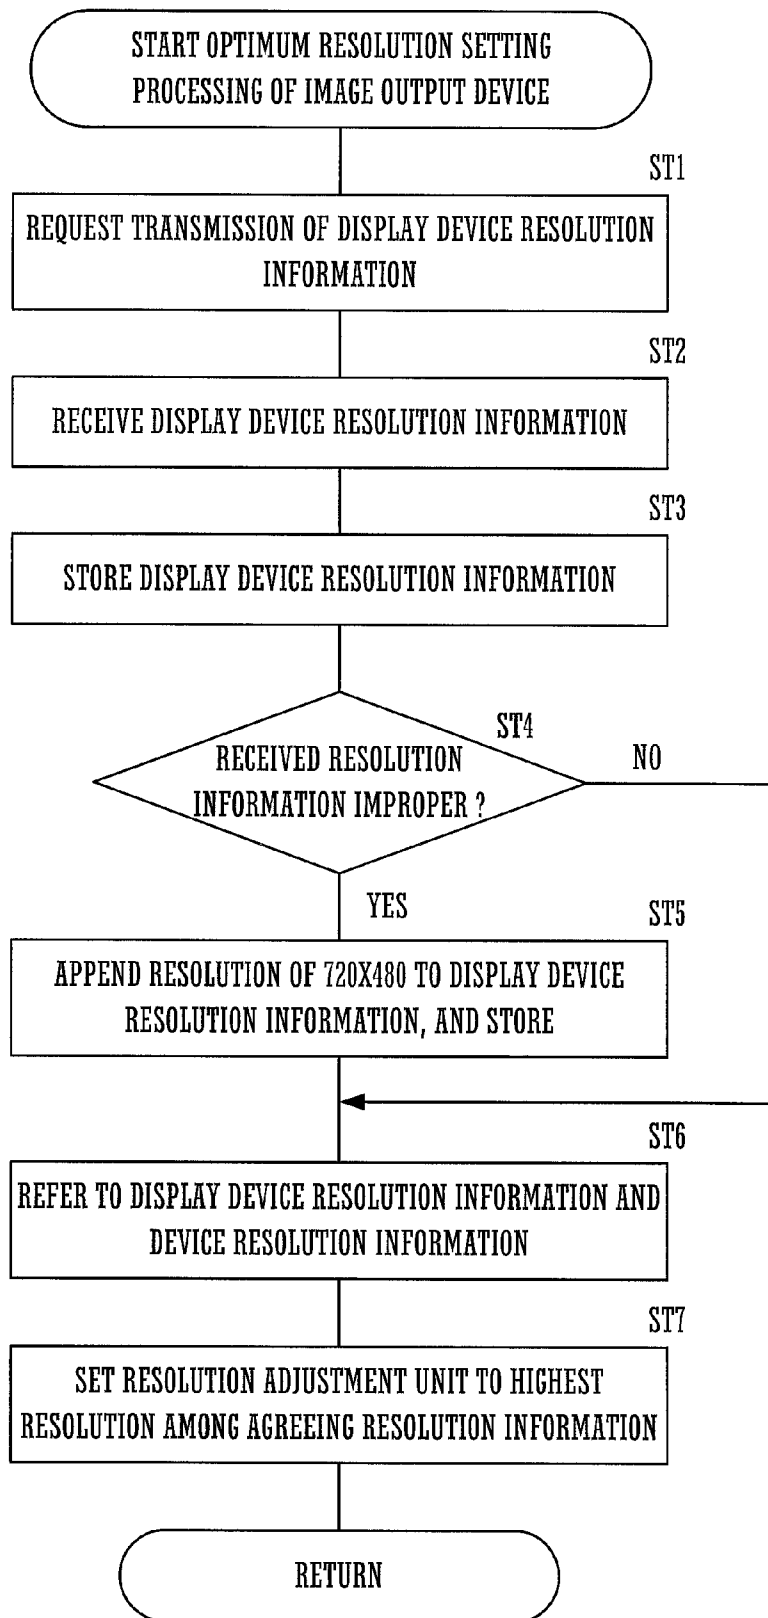 START OPTIMUM RESOLUTION SETTING
PROCESSING OF IMAGE OUTPUT DEVICE
ST1
REQUEST TRANSMISSION OF DISPLAY DEVICE RESOLUTION
INFORMATION
ST2
RECEIVE DISPLAY DEVICE RESOLUTION INFORMATION
ST3
STORE DISPLAY DEVICE RESOLUTION INFORMATION
ST4
RECEIVED RESOLUTION
INFORMATION IMPROPER ?
NO
YES
ST5
APPEND RESOLUTION OF 720X480 TO DISPLAY DEVICE
RESOLUTION INFORMATION, AND STORE
ST6
REFER TO DISPLAY DEVICE RESOLUTION INFORMATION AND
DEVICE RESOLUTION INFORMATION
ST7
SET RESOLUTION ADJUSTMENT UNIT TO HIGHEST
RESOLUTION AMONG AGREEING RESOLUTION INFORMATION
RETURN